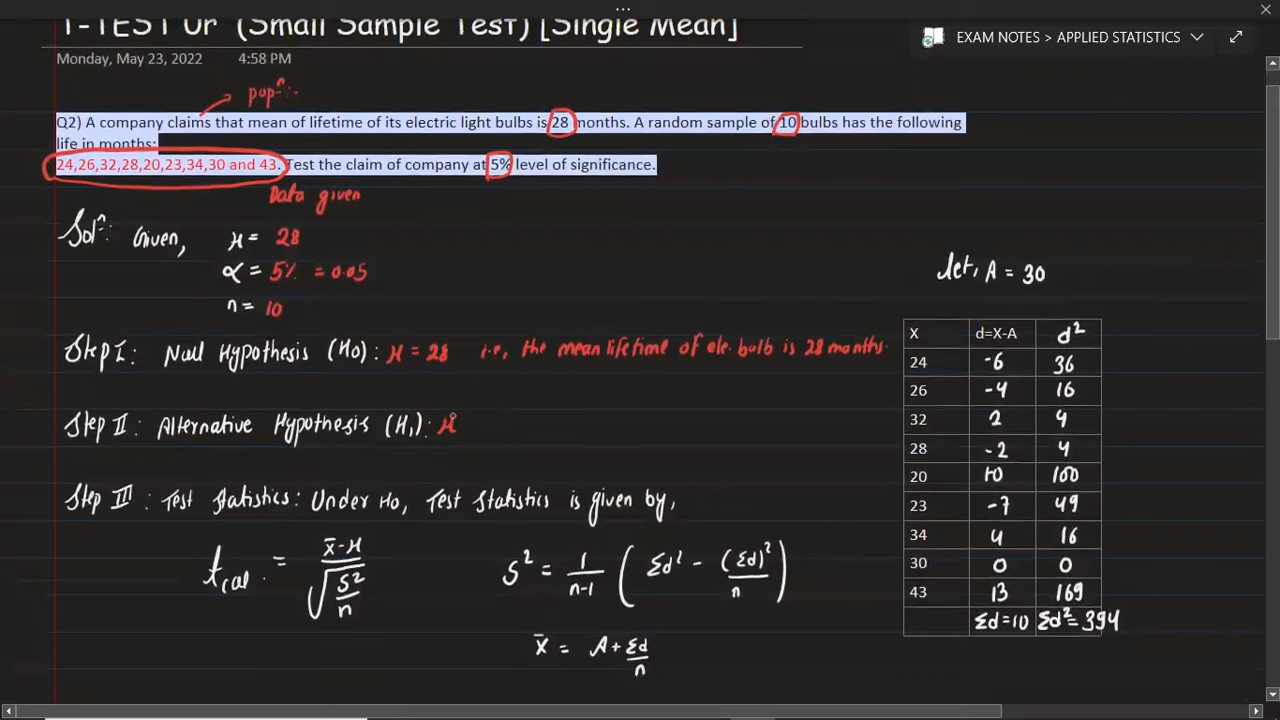 T-TEST Or (Small Sample Test) [Single Mean]
EXAM NOTES > APPLIED STATISTICS
Monday, May 23, 2022 4:58 PM
popⁿ:-
Q2) A company claims that mean of lifetime of its electric light bulbs is 28 months. A random sample of 10 bulbs has the following
life in months:
24,26,32,28,20,23,34,30 and 43. Test the claim of company at 5% level of significance.
Data given
Solⁿ: Given, μ = 28
α = 5% = 0.05
n = 10
let, A = 30
Step I: Null Hypothesis (H0): μ = 28 i.e, the mean lifetime of ele. bulb is 28 months.
Step II: Alternative Hypothesis (H1): μ
Step III: Test Statistics: Under H0, Test Statistics is given by,
t cal. = x̄-μ / √(S²/n)
S² = 1/(n-1) (Σd² - (Σd)²/n)
x̄ = A + Σd/n
X d=X-A d²
24 -6 36
26 -4 16
32 2 4
28 -2 4
20 10 100
23 -7 49
34 4 16
30 0 0
43 13 169
Σd=10 Σd²=394